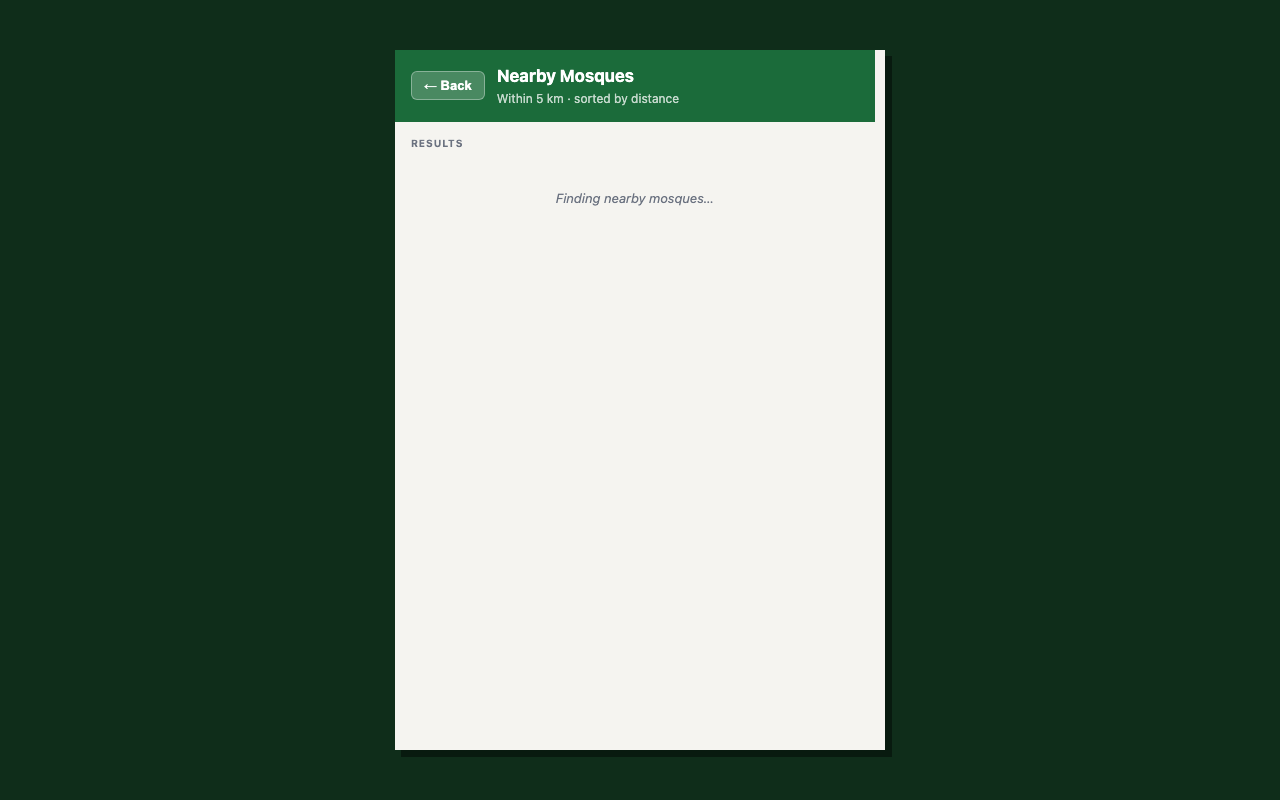 ← Back
Nearby Mosques
Within 5 km · sorted by distance
RESULTS
Finding nearby mosques...